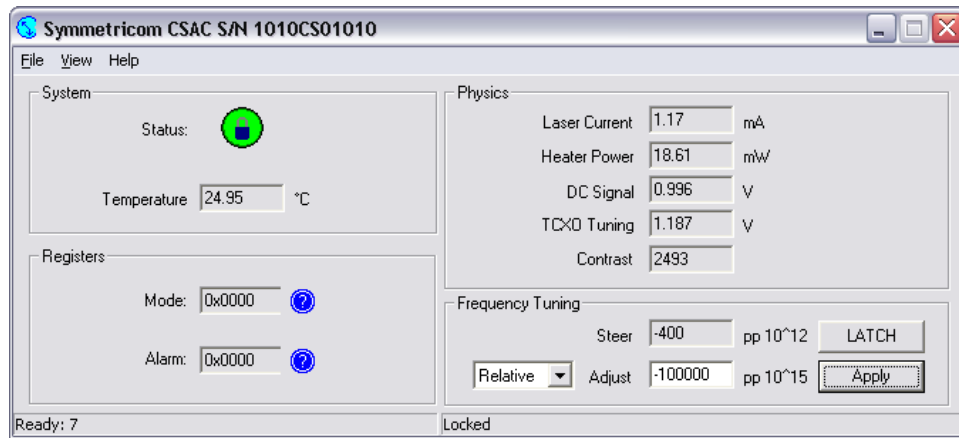 Symmetricom CSAC S/N 1010CS01010
File View Help
System
Status:
Temperature 24.95 °C
Registers
Mode: 0x0000 ?
Alarm: 0x0000 ?
Physics
Laser Current 1.17 mA
Heater Power 18.61 mW
DC Signal 0.996 V
TCXO Tuning 1.187 V
Contrast 2493
Frequency Tuning
Steer -400 pp 10^12 LATCH
Relative Adjust -100000 pp 10^15 Apply
Ready: 7 Locked